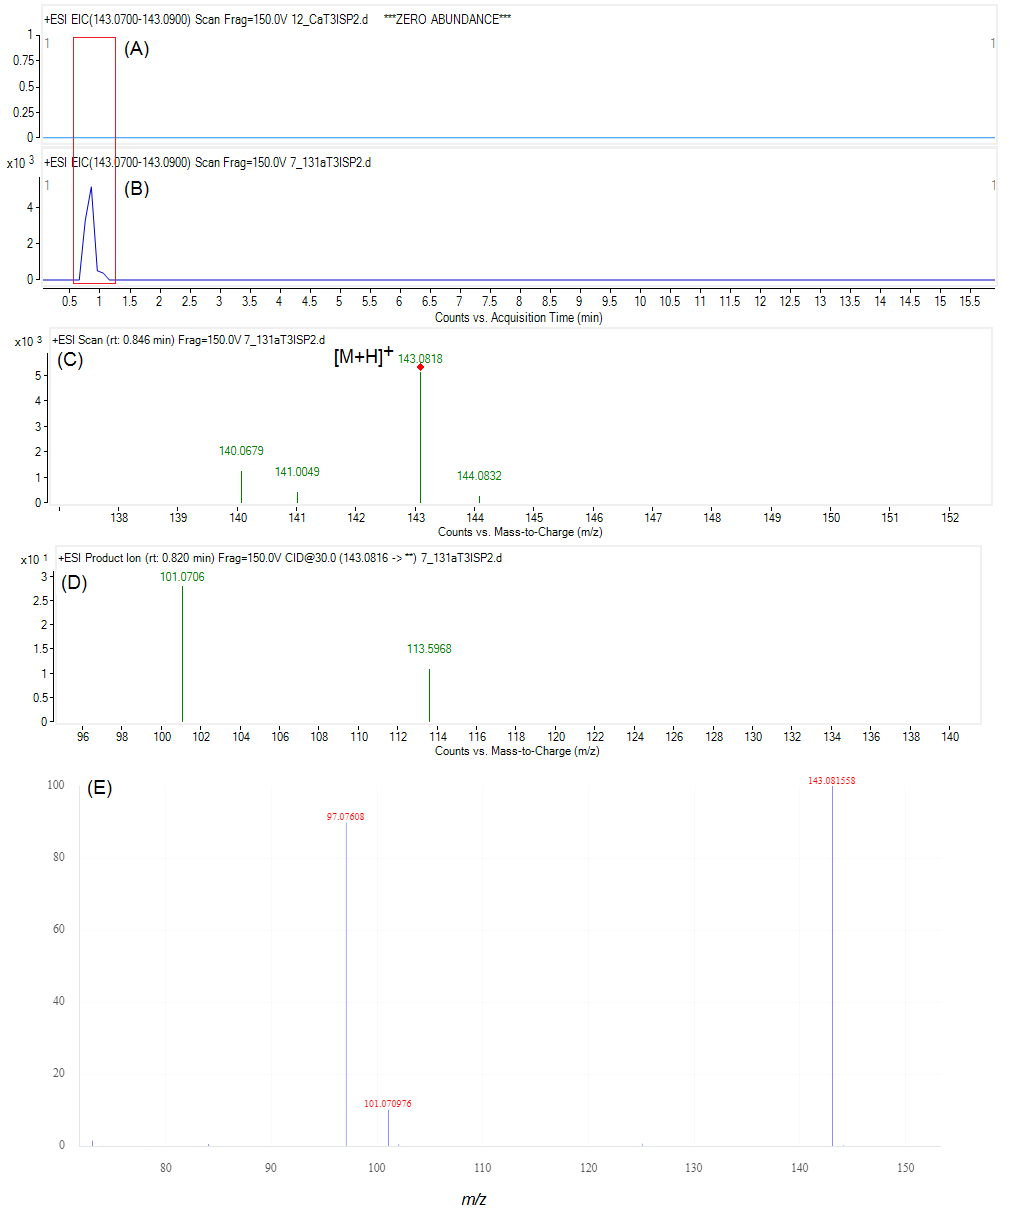 +ESI EIC(143.0700-143.0900) Scan Frag=150.0V 12_CaT3ISP2.d ***ZERO ABUNDANCE***
1
1
1
(A)
0.75
0.5
0.25
0
x10 3
+ESI EIC(143.0700-143.0900) Scan Frag=150.0V 7_131aT3ISP2.d
1
1
(B)
4
2
0
0.5 1 1.5 2 2.5 3 3.5 4 4.5 5 5.5 6 6.5 7 7.5 8 8.5 9 9.5 10 10.5 11 11.5 12 12.5 13 13.5 14 14.5 15 15.5
Counts vs. Acquisition Time (min)
x10 3
+ESI Scan (rt: 0.846 min) Frag=150.0V 7_131aT3ISP2.d
(C)
[M+H]+
143.0818
5
4
3
2
1
0
140.0679
141.0049
144.0832
138 139 140 141 142 143 144 145 146 147 148 149 150 151 152
Counts vs. Mass-to-Charge (m/z)
x10 1
+ESI Product Ion (rt: 0.820 min) Frag=150.0V CID@30.0 (143.0816 -> **) 7_131aT3ISP2.d
(D)
101.0706
3
2.5
2
1.5
1
0.5
0
113.5968
96 98 100 102 104 106 108 110 112 114 116 118 120 122 124 126 128 130 132 134 136 138 140
Counts vs. Mass-to-Charge (m/z)
(E)
143.081558
97.07608
101.070976
100
80
60
40
20
0
80 90 100 110 120 130 140 150
m/z